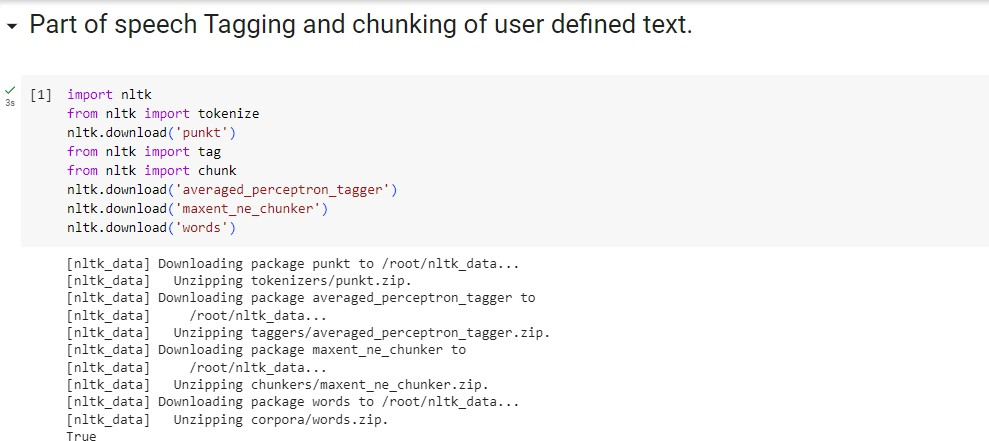 Part of speech Tagging and chunking of user defined text.
[1] import nltk
from nltk import tokenize
nltk.download('punkt')
from nltk import tag
from nltk import chunk
nltk.download('averaged_perceptron_tagger')
nltk.download('maxent_ne_chunker')
nltk.download('words')
3s
[nltk_data] Downloading package punkt to /root/nltk_data...
[nltk_data]   Unzipping tokenizers/punkt.zip.
[nltk_data] Downloading package averaged_perceptron_tagger to
[nltk_data]     /root/nltk_data...
[nltk_data]   Unzipping taggers/averaged_perceptron_tagger.zip.
[nltk_data] Downloading package maxent_ne_chunker to
[nltk_data]     /root/nltk_data...
[nltk_data]   Unzipping chunkers/maxent_ne_chunker.zip.
[nltk_data] Downloading package words to /root/nltk_data...
[nltk_data]   Unzipping corpora/words.zip.
True